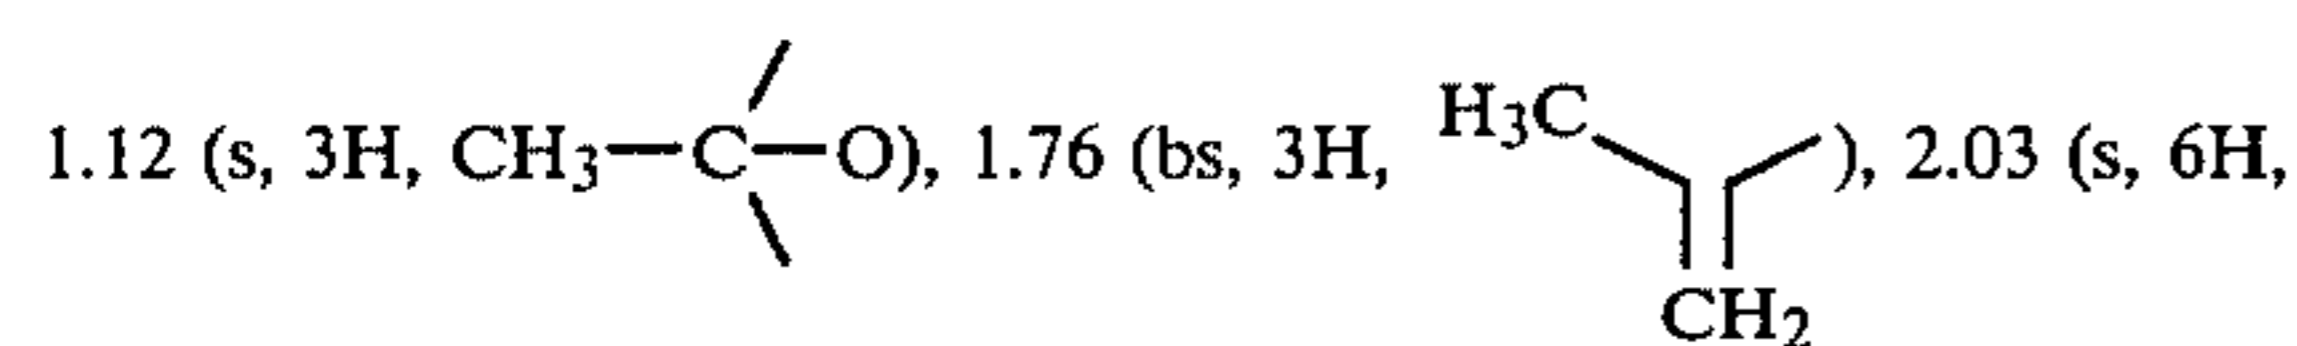 1.12 (s, 3H, CH3—C—O), 1.76 (bs, 3H, H3C ), 2.03 (s, 6H,
CH2